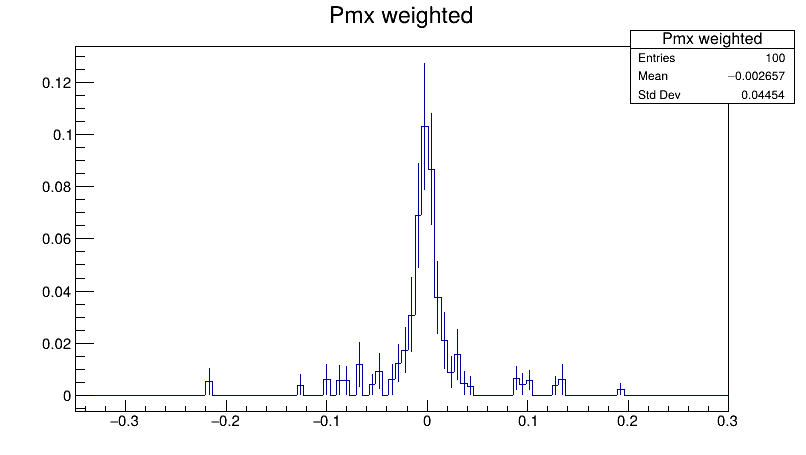 Pmx weighted
Pmx weighted
Entries 100
Mean −0.002657
Std Dev 0.04454
0.12
0.1
0.08
0.06
0.04
0.02
0
−0.3 −0.2 −0.1 0 0.1 0.2 0.3